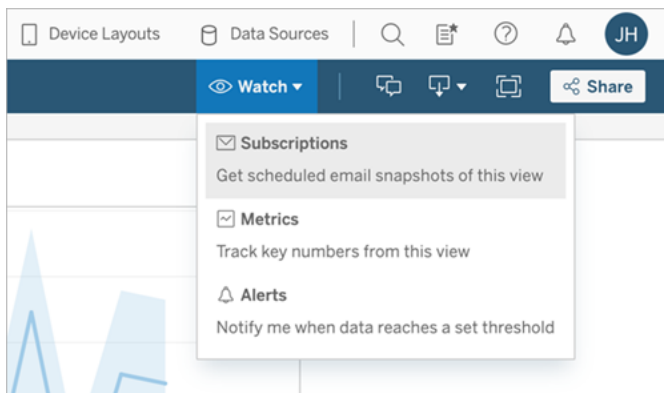 Device Layouts Data Sources JH
Watch Share
Subscriptions
Get scheduled email snapshots of this view
Metrics
Track key numbers from this view
Alerts
Notify me when data reaches a set threshold